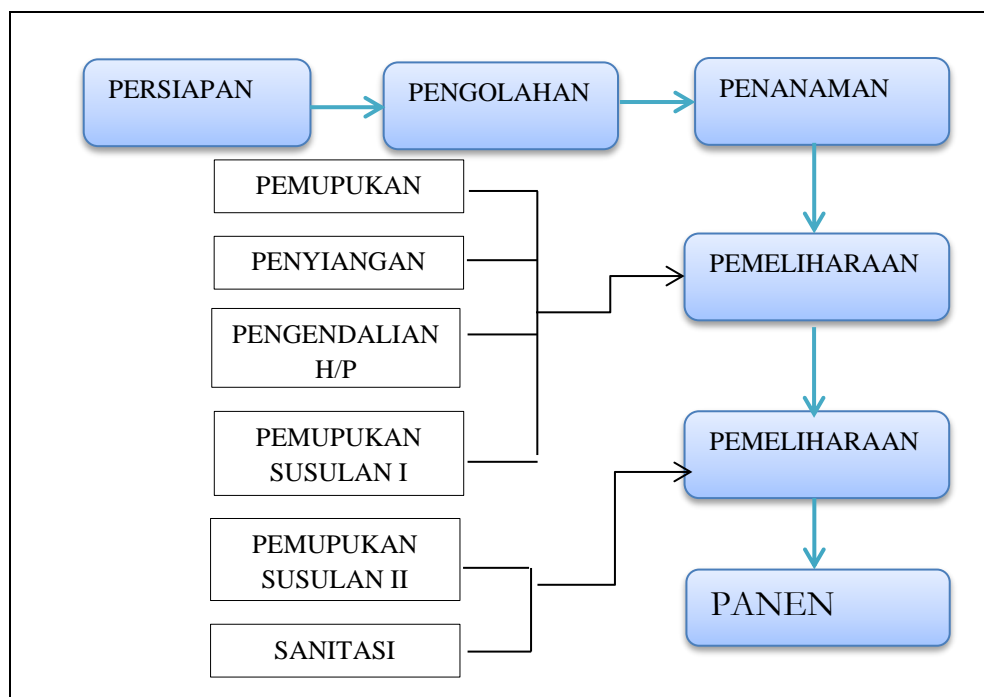 PERSIAPAN
PENGOLAHAN
PENANAMAN
PEMUPUKAN
PENYIANGAN
PEMELIHARAAN
PENGENDALIAN
H/P
PEMUPUKAN
SUSULAN I
PEMELIHARAAN
PEMUPUKAN
SUSULAN II
SANITASI
PANEN